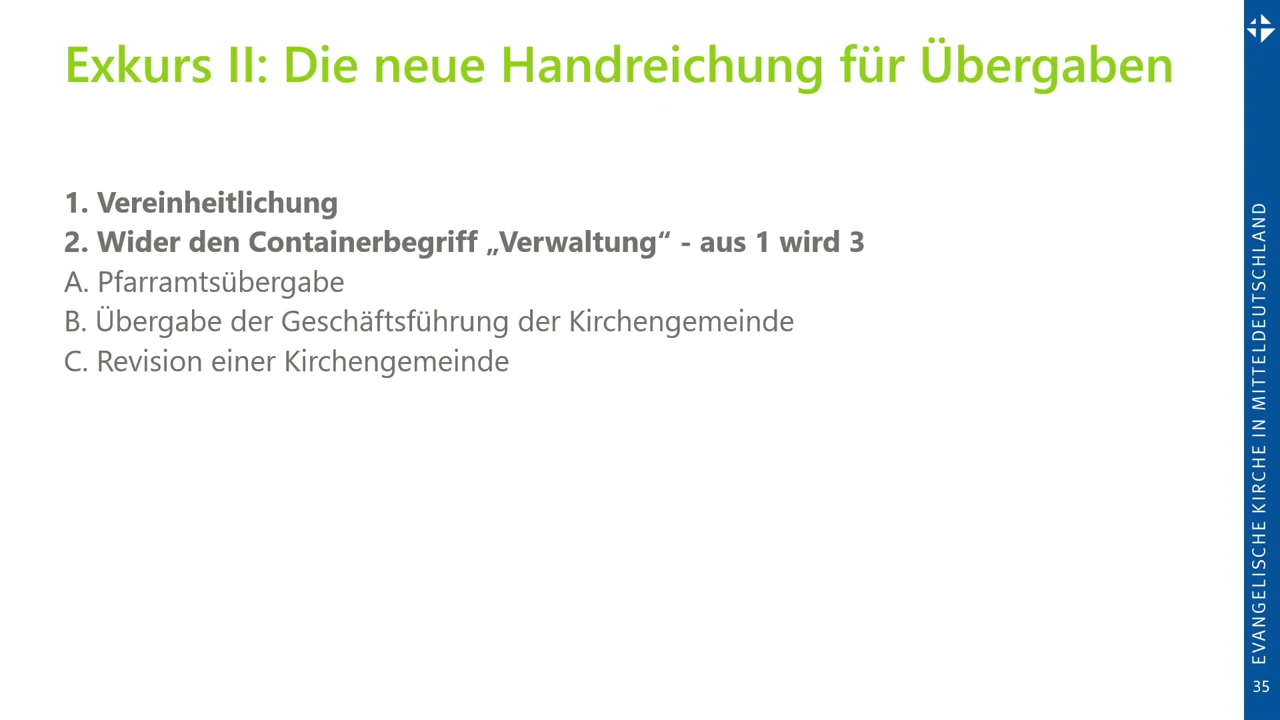 Exkurs II: Die neue Handreichung für Übergaben
1. Vereinheitlichung
2. Wider den Containerbegriff „Verwaltung“ - aus 1 wird 3
A. Pfarramtsübergabe
B. Übergabe der Geschäftsführung der Kirchengemeinde
C. Revision einer Kirchengemeinde
EVANGELISCHE KIRCHE IN MITTELDEUTSCHLAND
35